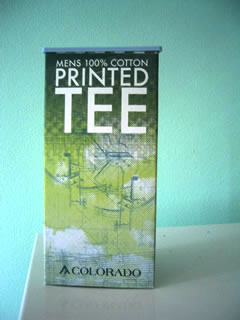 MENS 100% COTTON
PRINTED
TEE
COLORADO